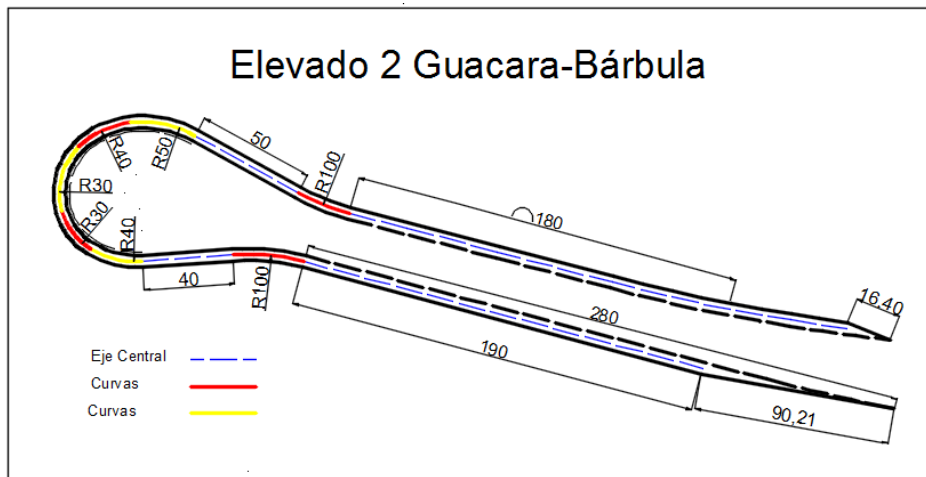 Elevado 2 Guacara-Bárbula
50
R40
R50
R100
R30
180
R30
R40
16,40
40
R100
280
190
90,21
Eje Central
Curvas
Curvas